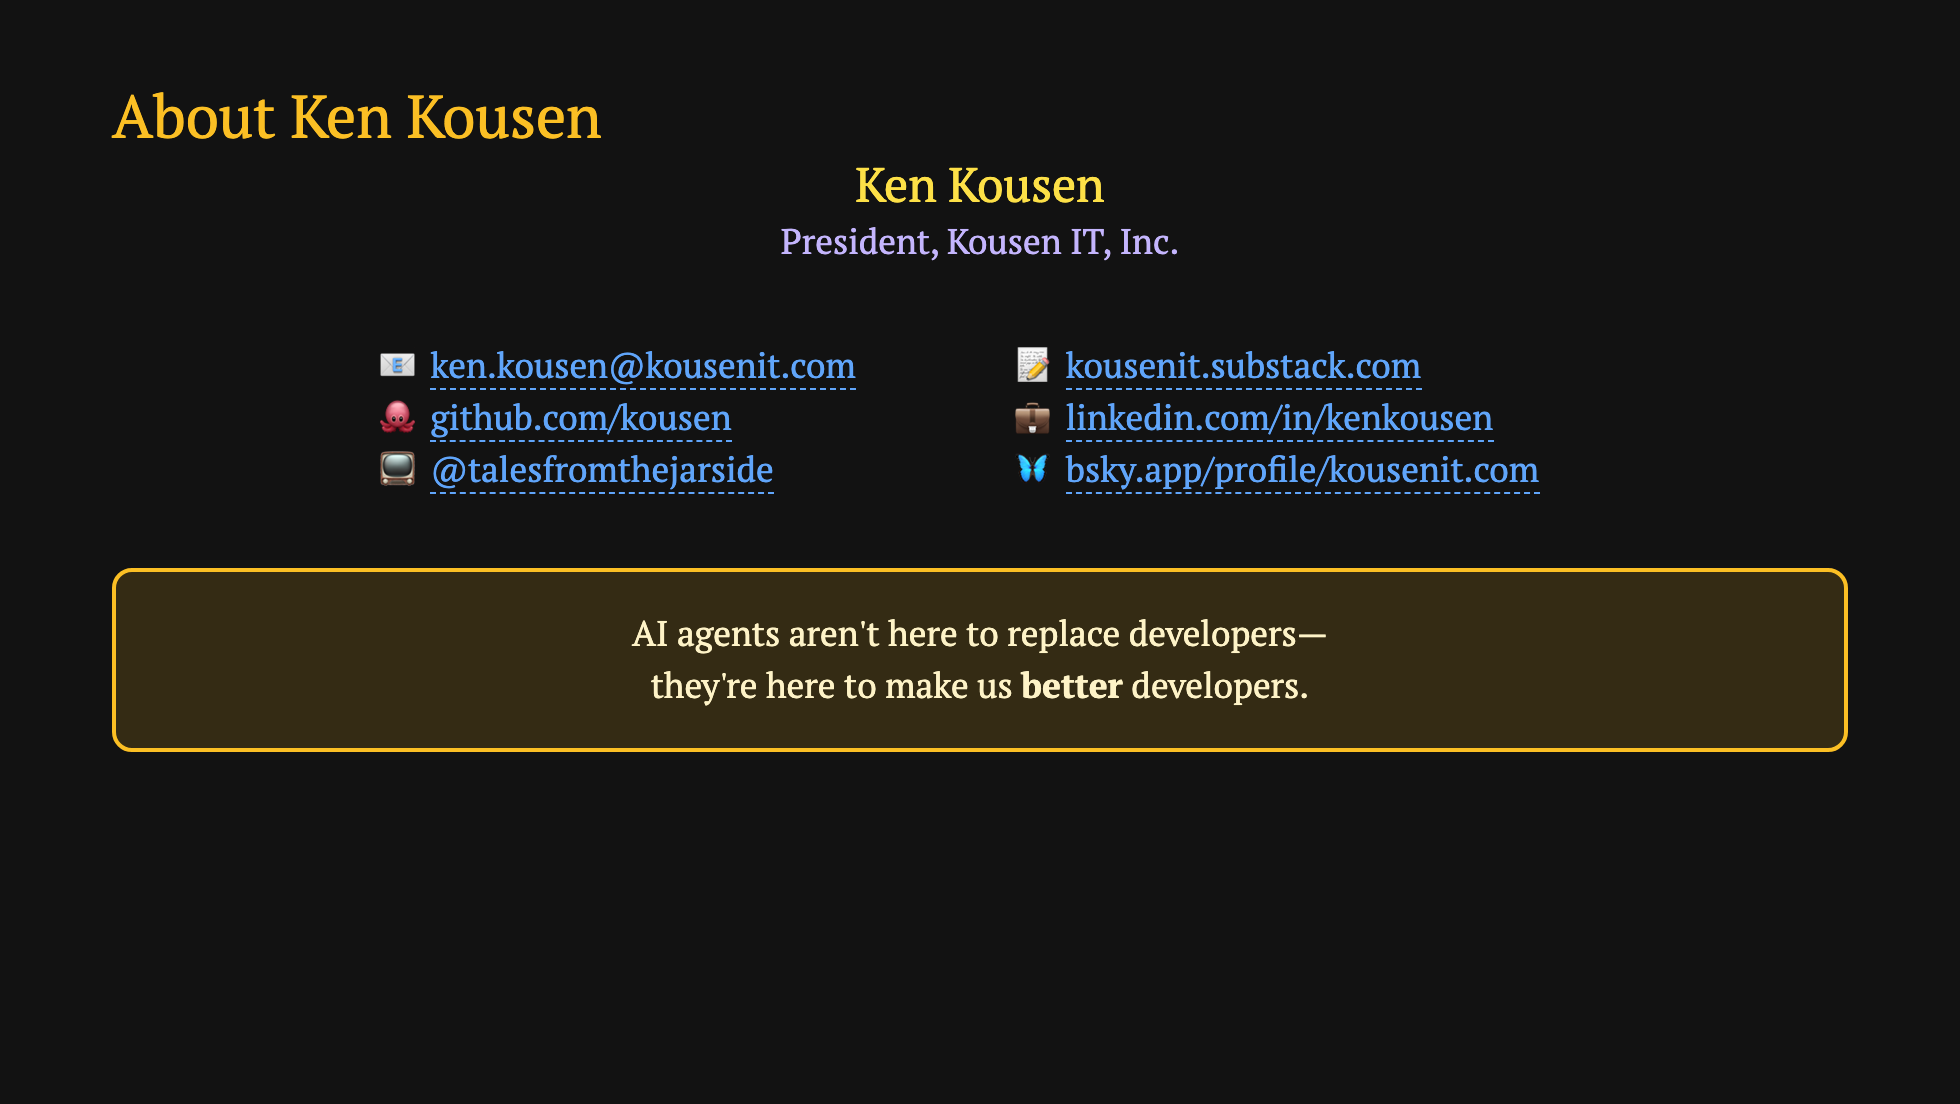 About Ken Kousen
Ken Kousen
President, Kousen IT, Inc.
ken.kousen@kousenit.com
github.com/kousen
@talesfromthejarside
kousenit.substack.com
linkedin.com/in/kenkousen
bsky.app/profile/kousenit.com
AI agents aren't here to replace developers—
they're here to make us better developers.